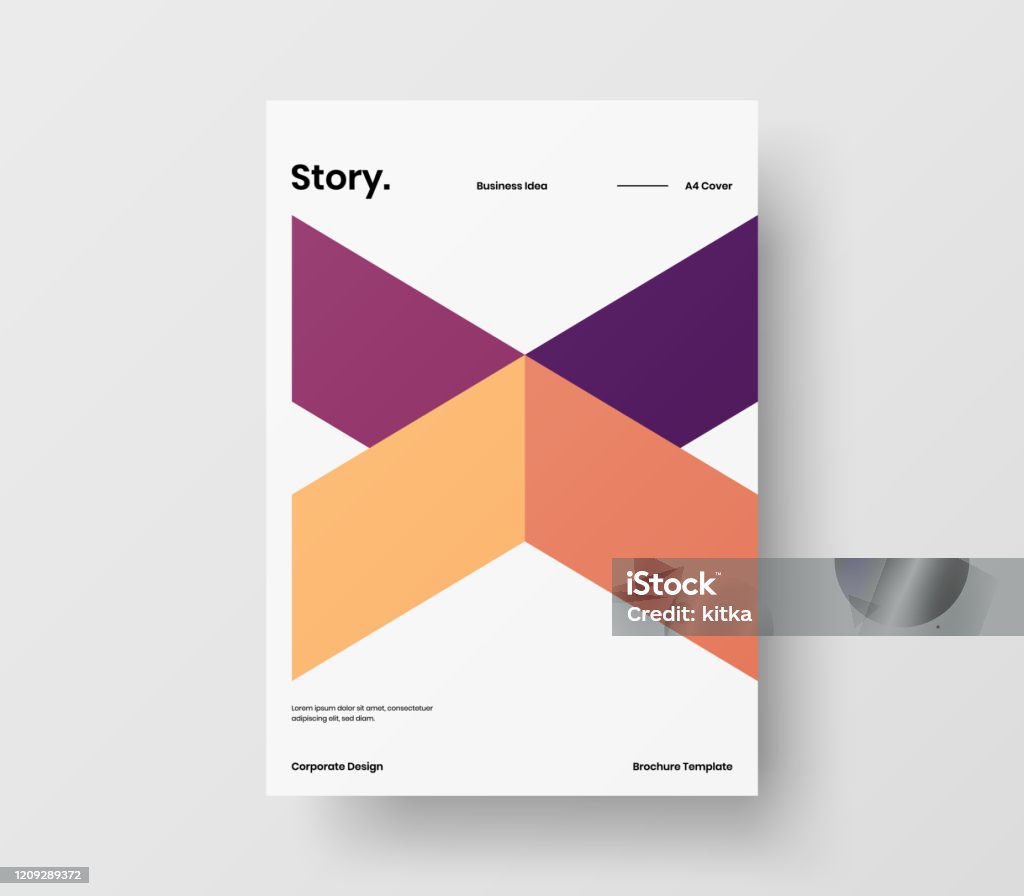 Story.
Business Idea
A4 Cover
iStock™
Credit: kitka
Lorem ipsum dolor sit amet, consectetuer
adipiscing elit, sed diam.
Corporate Design
Brochure Template
1209289372